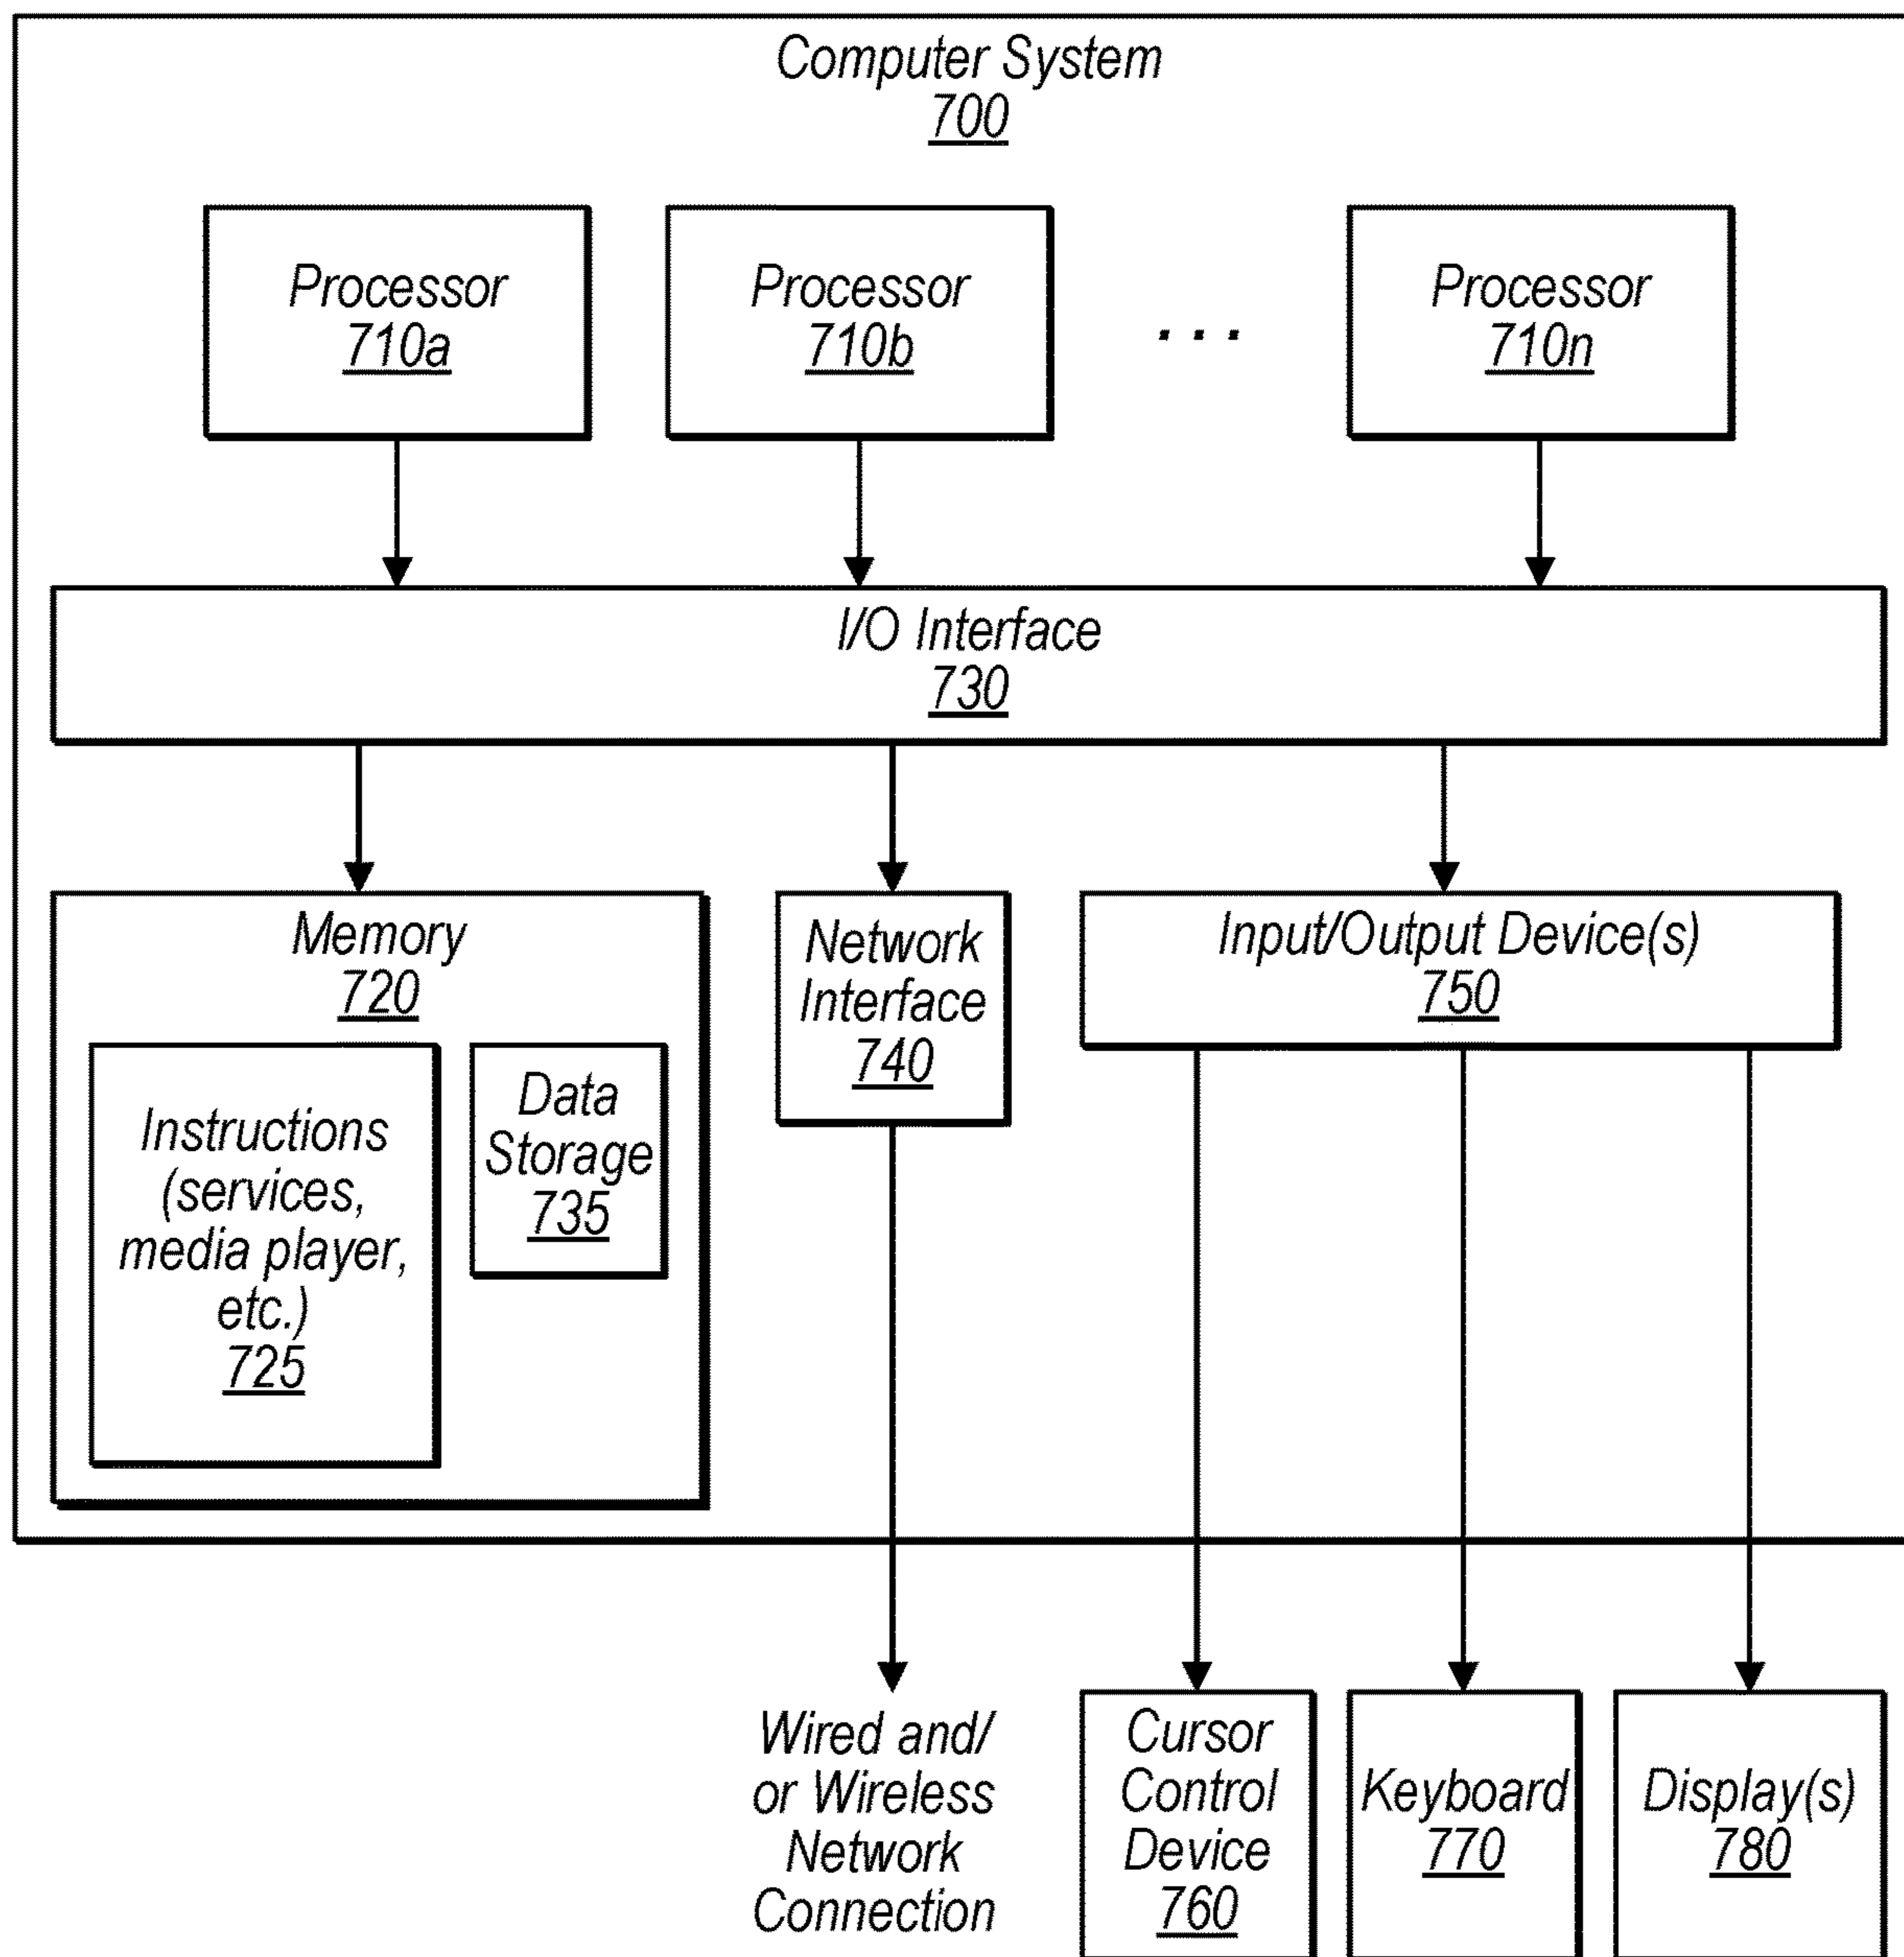 Computer System
700
Processor
710a
Processor
710b
. . .
Processor
710n
I/O Interface
730
Memory
720
Instructions
(services,
media player,
etc.)
725
Data
Storage
735
Network
Interface
740
Input/Output Device(s)
750
Wired and/
or Wireless
Network
Connection
Cursor
Control
Device
760
Keyboard
770
Display(s)
780